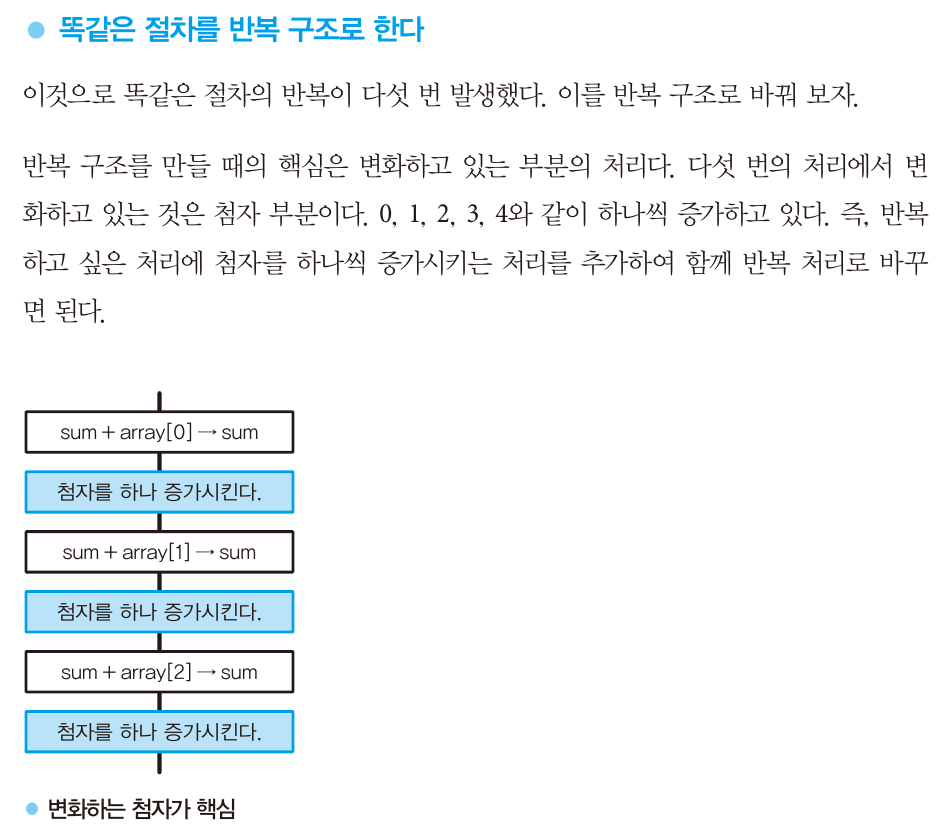 ● 똑같은 절차를 반복 구조로 한다
이것으로 똑같은 절차의 반복이 다섯 번 발생했다. 이를 반복 구조로 바꿔 보자.
반복 구조를 만들 때의 핵심은 변화하고 있는 부분의 처리다. 다섯 번의 처리에서 변
화하고 있는 것은 첨자 부분이다. 0, 1, 2, 3, 4와 같이 하나씩 증가하고 있다. 즉, 반복
하고 싶은 처리에 첨자를 하나씩 증가시키는 처리를 추가하여 함께 반복 처리로 바꾸
면 된다.
sum + array[0] → sum
첨자를 하나 증가시킨다.
sum + array[1] → sum
첨자를 하나 증가시킨다.
sum + array[2] → sum
첨자를 하나 증가시킨다.
● 변화하는 첨자가 핵심